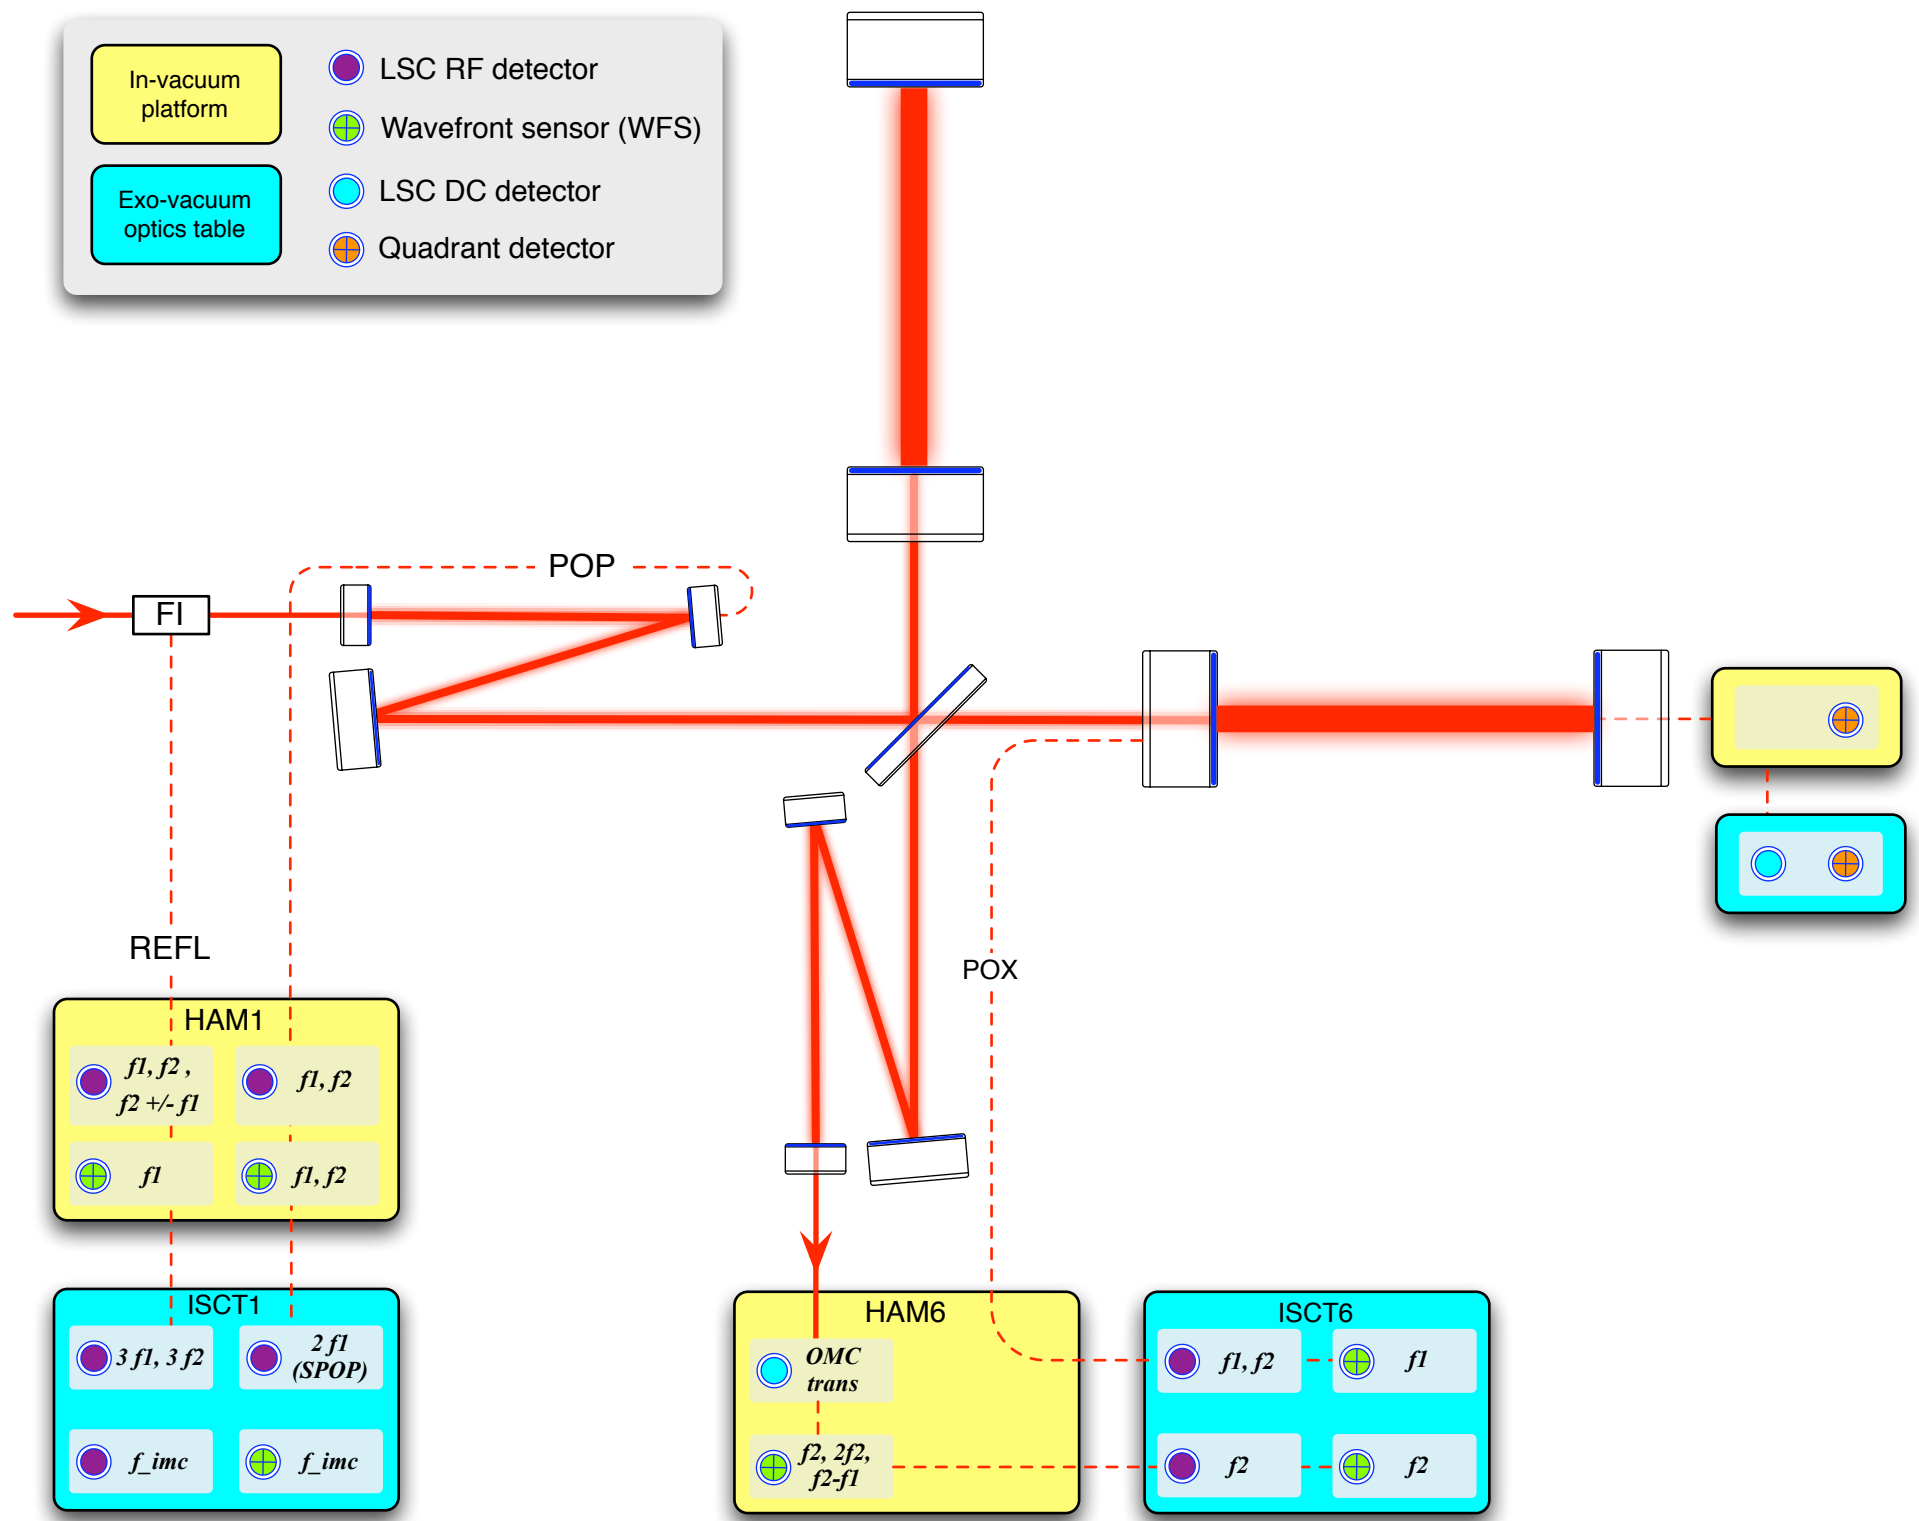 In-vacuum
platform
Exo-vacuum
optics table
LSC RF detector
Wavefront sensor (WFS)
LSC DC detector
Quadrant detector
POP
FI
REFL
POX
HAM1
f1, f2 ,
f2 +/- f1
f1, f2
f1
f1, f2
ISCT1
3 f1, 3 f2
2 f1
(SPOP)
f_imc
f_imc
HAM6
OMC
trans
f2, 2f2,
f2-f1
ISCT6
f1, f2
f1
f2
f2